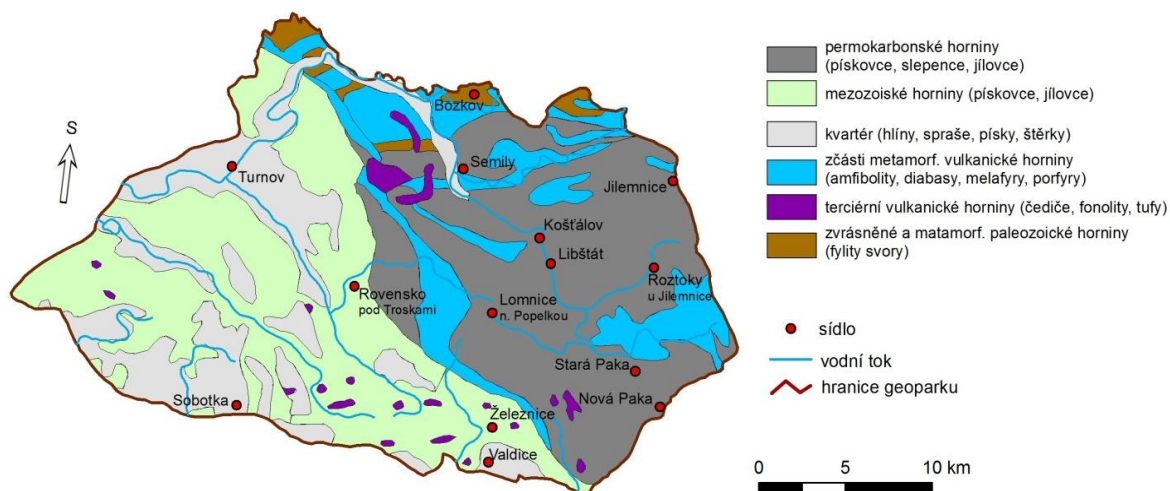 S
Bozkov
Semily
Turnov
Jilemnice
Košťálov
Libštát
Roztoky
u Jilemnice
Rovensko
pod Troskami
Lomnice
n. Popelkou
Stará Paka
Sobotka
Nová Paka
Železnice
Valdice
permokarbonské horniny
(pískovce, slepence, jílovce)
mezozoiské horniny (pískovce, jílovce)
kvartér (hlíny, spraše, písky, štěrky)
zčásti metamorf. vulkanické horniny
(amfibolity, diabasy, melafyry, porfyry)
terciérní vulkanické horniny (čediče, fonolity, tufy)
zvrásněné a matamorf. paleozoické horniny
(fylity svory)
sídlo
vodní tok
hranice geoparku
0 5 10 km